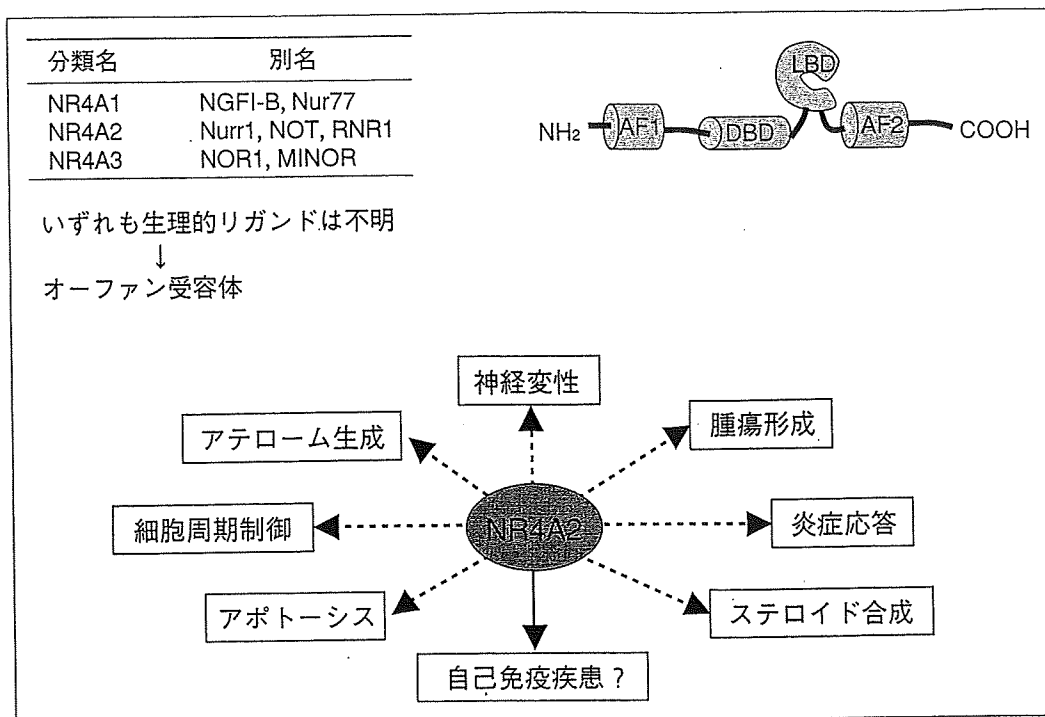 分類名 別名
NR4A1 NGFI-B, Nur77
NR4A2 Nurr1, NOT, RNR1
NR4A3 NOR1, MINOR
いずれも生理的リガンドは不明
↓
オーファン受容体
NH₂ AF1 DBD LBD AF2 COOH
神経変性
アテローム生成
腫瘍形成
細胞周期制御
NR4A2
炎症応答
アポトーシス
ステロイド合成
自己免疫疾患？